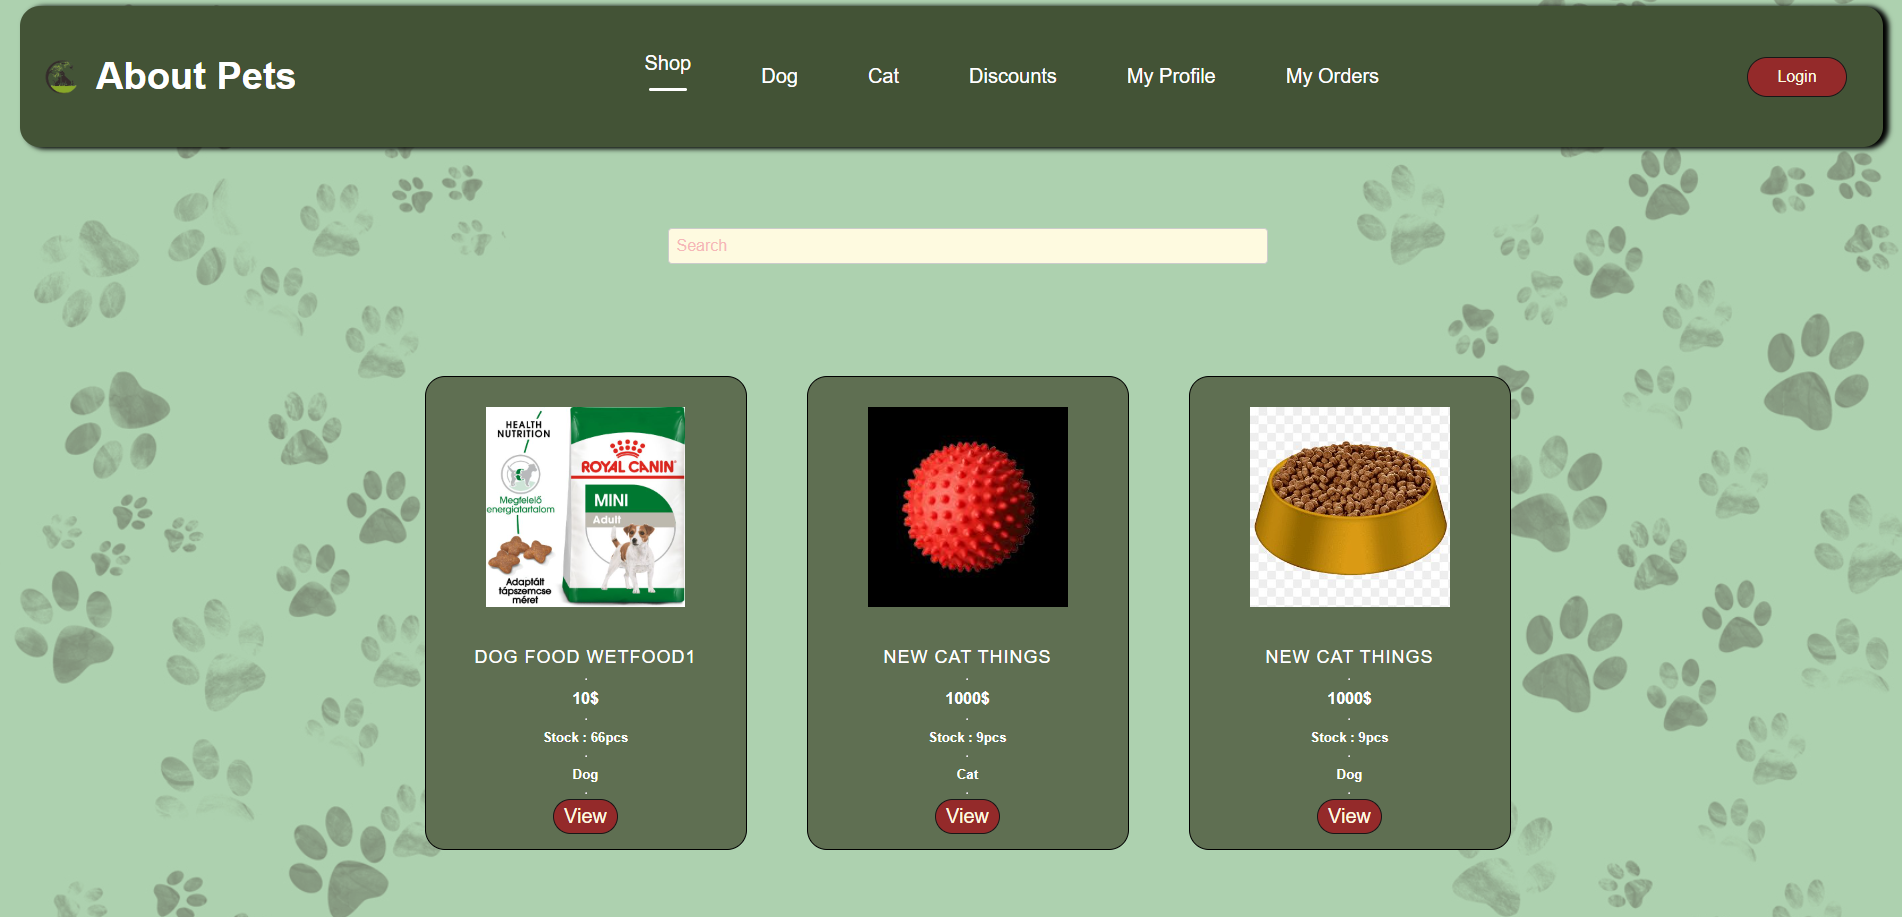 About Pets
Shop
Dog
Cat
Discounts
My Profile
My Orders
Login
Search
HEALTH
NUTRITION
Megfelelő
energiatartalom
Adaptált
tápszemcse
méret
ROYAL CANIN
MINI
Adult
DOG FOOD WETFOOD1
10$
Stock : 66pcs
Dog
View
NEW CAT THINGS
1000$
Stock : 9pcs
Cat
View
NEW CAT THINGS
1000$
Stock : 9pcs
Dog
View